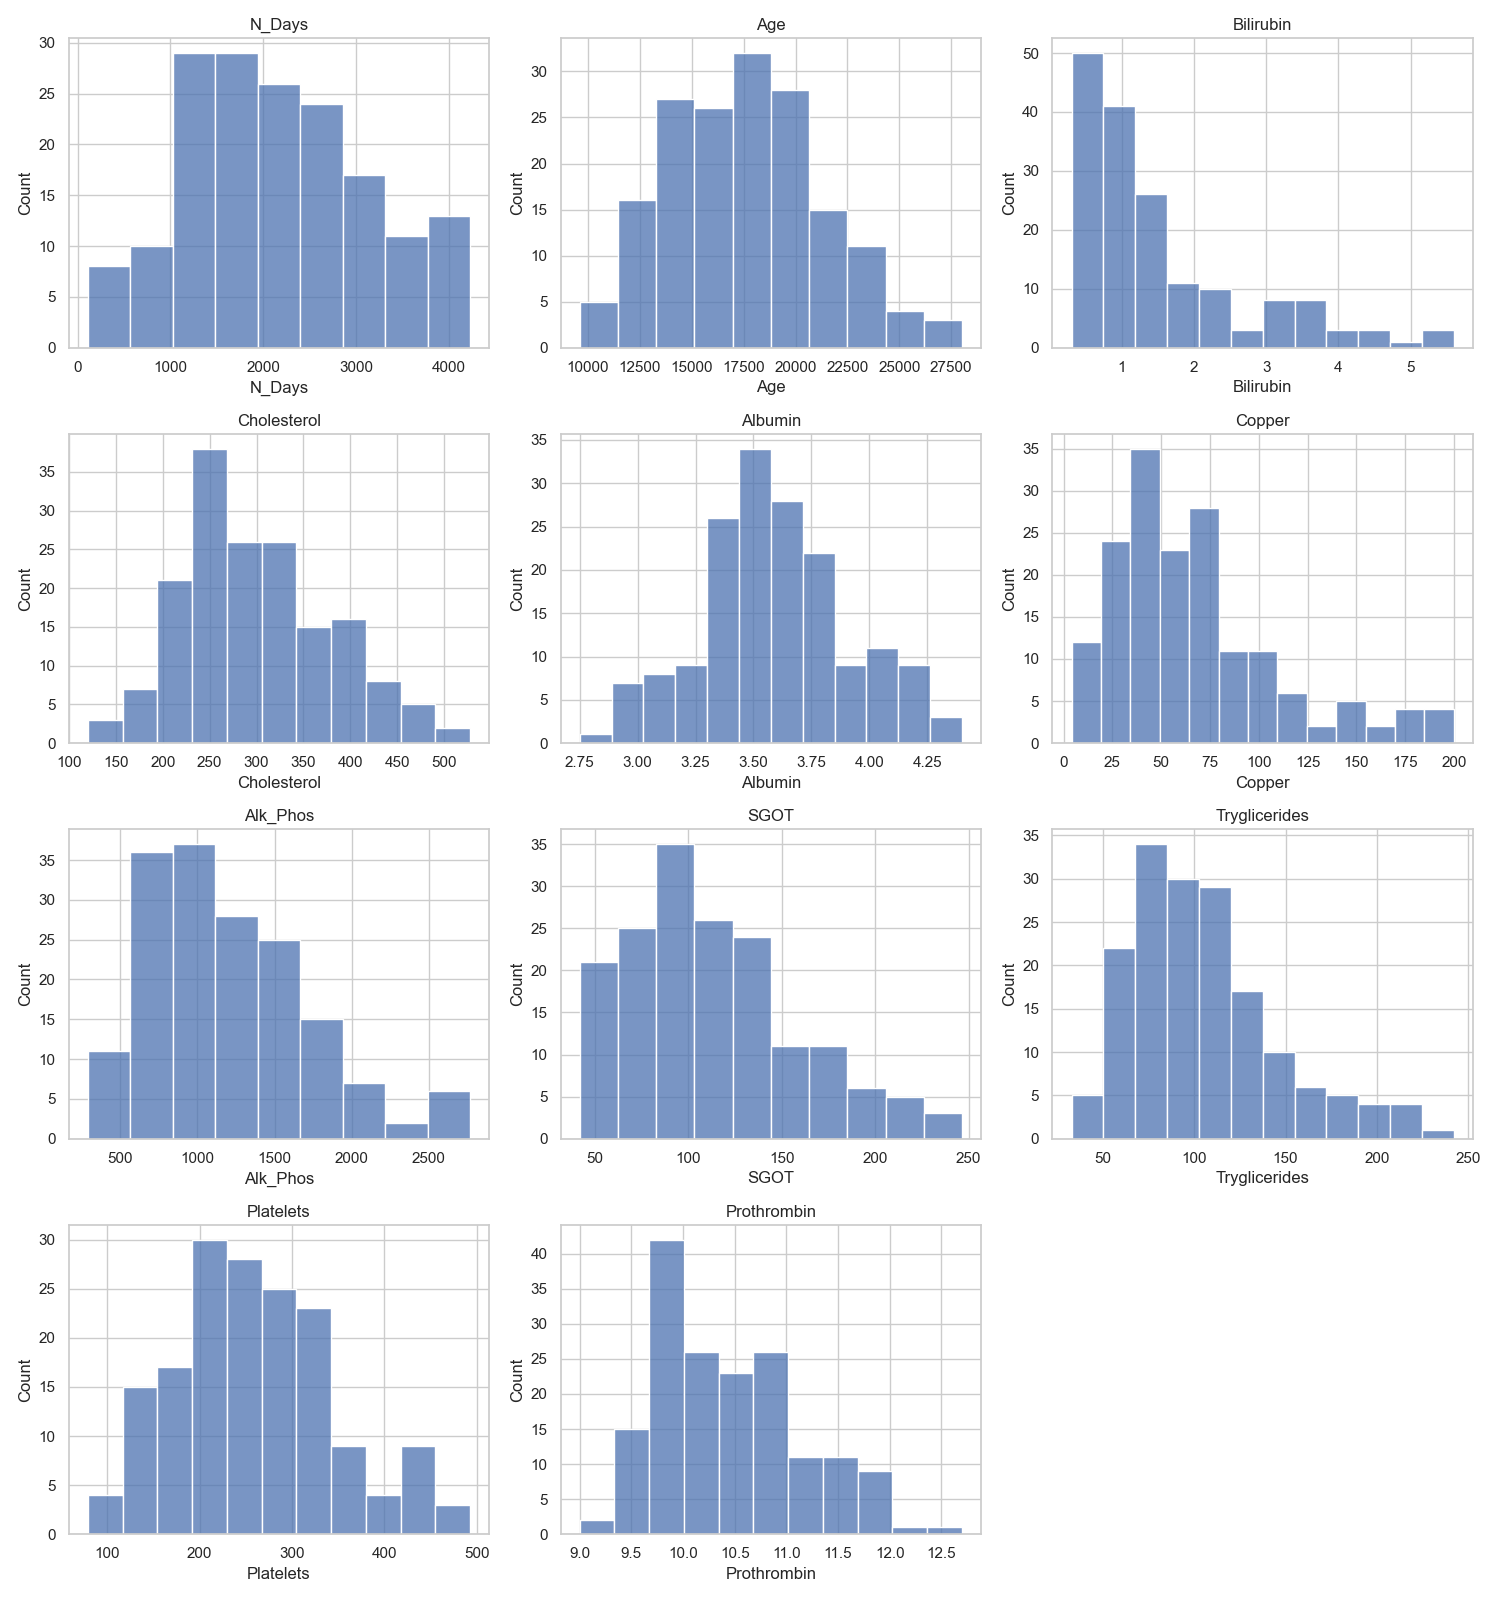 N_Days
30
25
20
15
10
5
0
Count
0 1000 2000 3000 4000
N_Days
Age
30
25
20
15
10
5
0
Count
10000 12500 15000 17500 20000 22500 25000 27500
Age
Bilirubin
50
40
30
20
10
0
Count
1 2 3 4 5
Bilirubin
Cholesterol
35
30
25
20
15
10
5
0
Count
100 150 200 250 300 350 400 450 500
Cholesterol
Albumin
35
30
25
20
15
10
5
0
Count
2.75 3.00 3.25 3.50 3.75 4.00 4.25
Albumin
Copper
35
30
25
20
15
10
5
0
Count
0 25 50 75 100 125 150 175 200
Copper
Alk_Phos
35
30
25
20
15
10
5
0
Count
500 1000 1500 2000 2500
Alk_Phos
SGOT
35
30
25
20
15
10
5
0
Count
50 100 150 200 250
SGOT
Tryglicerides
35
30
25
20
15
10
5
0
Count
50 100 150 200 250
Tryglicerides
Platelets
30
25
20
15
10
5
0
Count
100 200 300 400 500
Platelets
Prothrombin
40
35
30
25
20
15
10
5
0
Count
9.0 9.5 10.0 10.5 11.0 11.5 12.0 12.5
Prothrombin